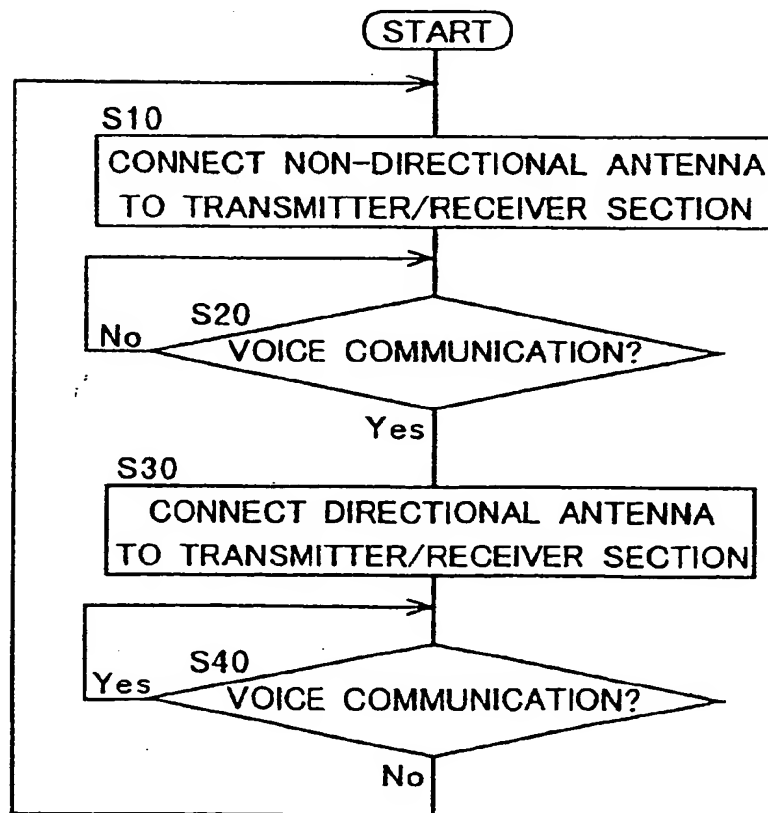 START
S10
CONNECT NON-DIRECTIONAL ANTENNA
TO TRANSMITTER/RECEIVER SECTION
S20
No
VOICE COMMUNICATION?
Yes
S30
CONNECT DIRECTIONAL ANTENNA
TO TRANSMITTER/RECEIVER SECTION
S40
Yes
VOICE COMMUNICATION?
No